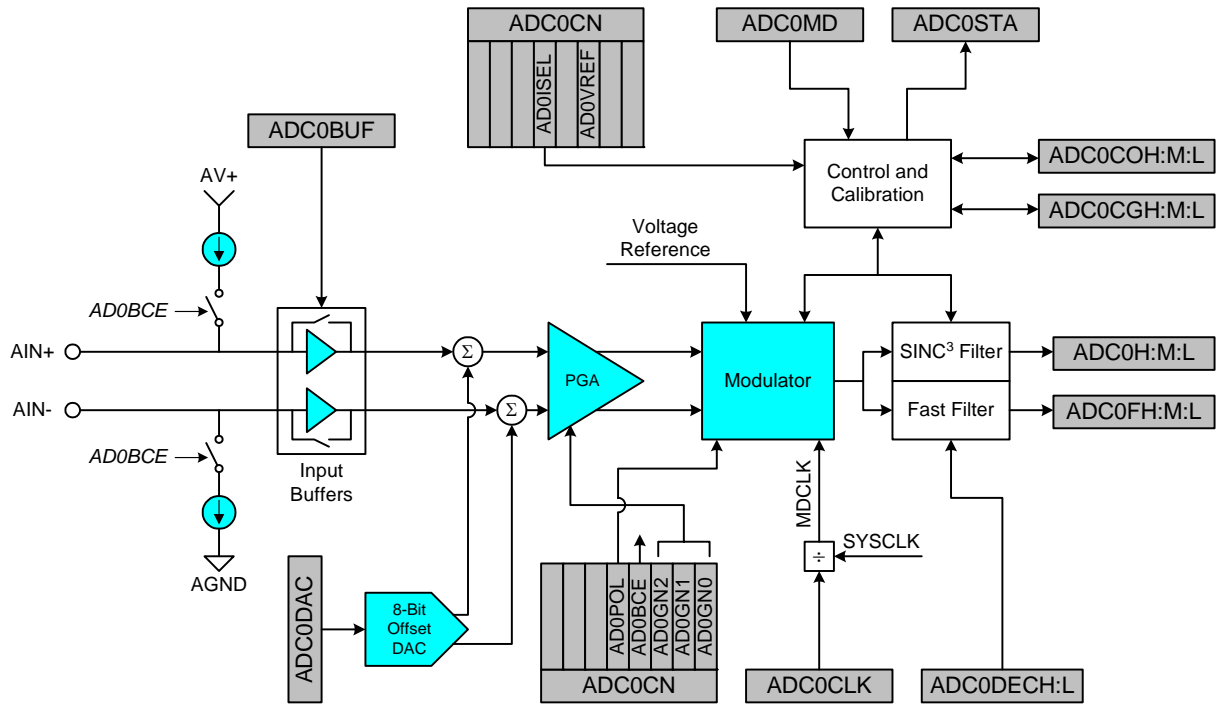 ADC0CN
ADC0MD
ADC0STA
AD0ISEL
AD0VREF
ADC0BUF
Control and
Calibration
ADC0COH:M:L
ADC0CGH:M:L
AV+
Voltage
Reference
AD0BCE
AIN+
Σ
PGA
Modulator
SINC³ Filter
ADC0H:M:L
AIN-
Σ
Fast Filter
ADC0FH:M:L
AD0BCE
Input
Buffers
MDCLK
SYSCLK
÷
AGND
ADC0DAC
8-Bit
Offset
DAC
AD0POL
AD0BCE
AD0GN2
AD0GN1
AD0GN0
ADC0CN
ADC0CLK
ADC0DECH:L